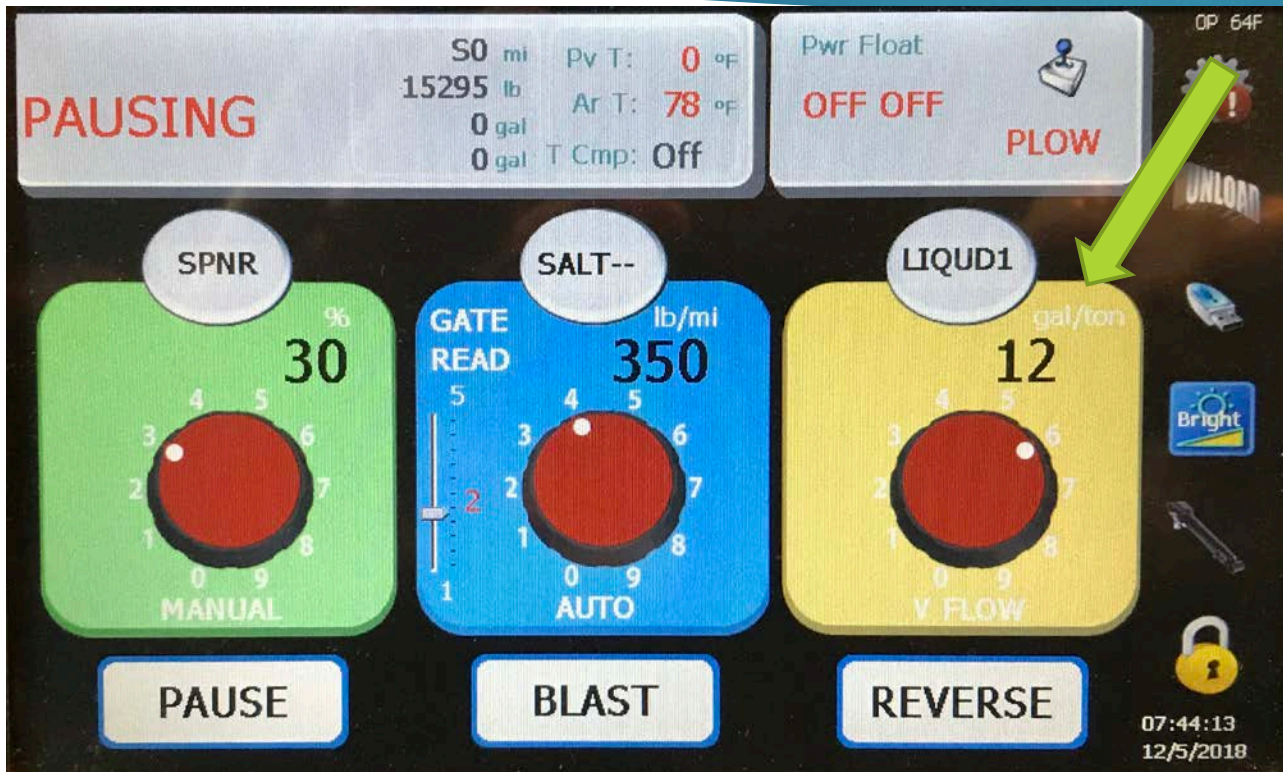 OP 64F
PAUSING
S0 mi
15295 lb
0 gal
0 gal
Pv T: 0 °F
Ar T: 78 °F
T Cmp: Off
Pwr Float
OFF OFF
PLOW
!
UNLOAD
SPNR
%
30
0 1 2 3 4 5 6 7 8 9
MANUAL
SALT--
GATE
READ
lb/mi
350
5
2
1
0 1 2 3 4 5 6 7 8 9
AUTO
LIQUD1
gal/ton
12
0 1 2 3 4 5 6 7 8 9
V FLOW
Bright
PAUSE
BLAST
REVERSE
07:44:13
12/5/2018